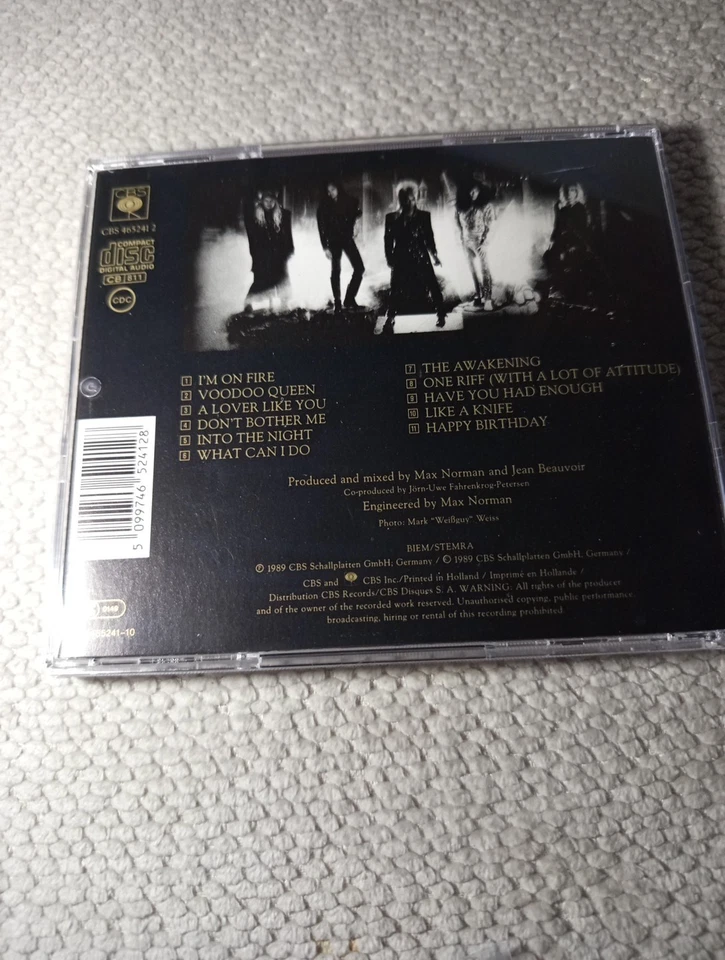 CBS
CBS 465241 2
COMPACT
disc
DIGITAL AUDIO
CB 811
CDC
1 I'M ON FIRE
2 VOODOO QUEEN
3 A LOVER LIKE YOU
4 DON'T BOTHER ME
5 INTO THE NIGHT
6 WHAT CAN I DO
7 THE AWAKENING
8 ONE RIFF (WITH A LOT OF ATTITUDE)
9 HAVE YOU HAD ENOUGH
10 LIKE A KNIFE
11 HAPPY BIRTHDAY
Produced and mixed by Max Norman and Jean Beauvoir
Co-produced by Jörn-Uwe Fahrenkrog-Petersen
Engineered by Max Norman
Photo: Mark "Weißguy" Weiss
BIEM/STEMRA
℗ 1989 CBS Schallplatten GmbH, Germany / © 1989 CBS Schallplatten GmbH, Germany /
CBS and CBS Inc./Printed in Holland / Imprimé en Hollande /
Distribution CBS Records/CBS Disques S. A. WARNING: All rights of the producer
and of the owner of the recorded work reserved. Unauthorised copying, public performance,
broadcasting, hiring or rental of this recording prohibited.
5 099746 524128
5241-10